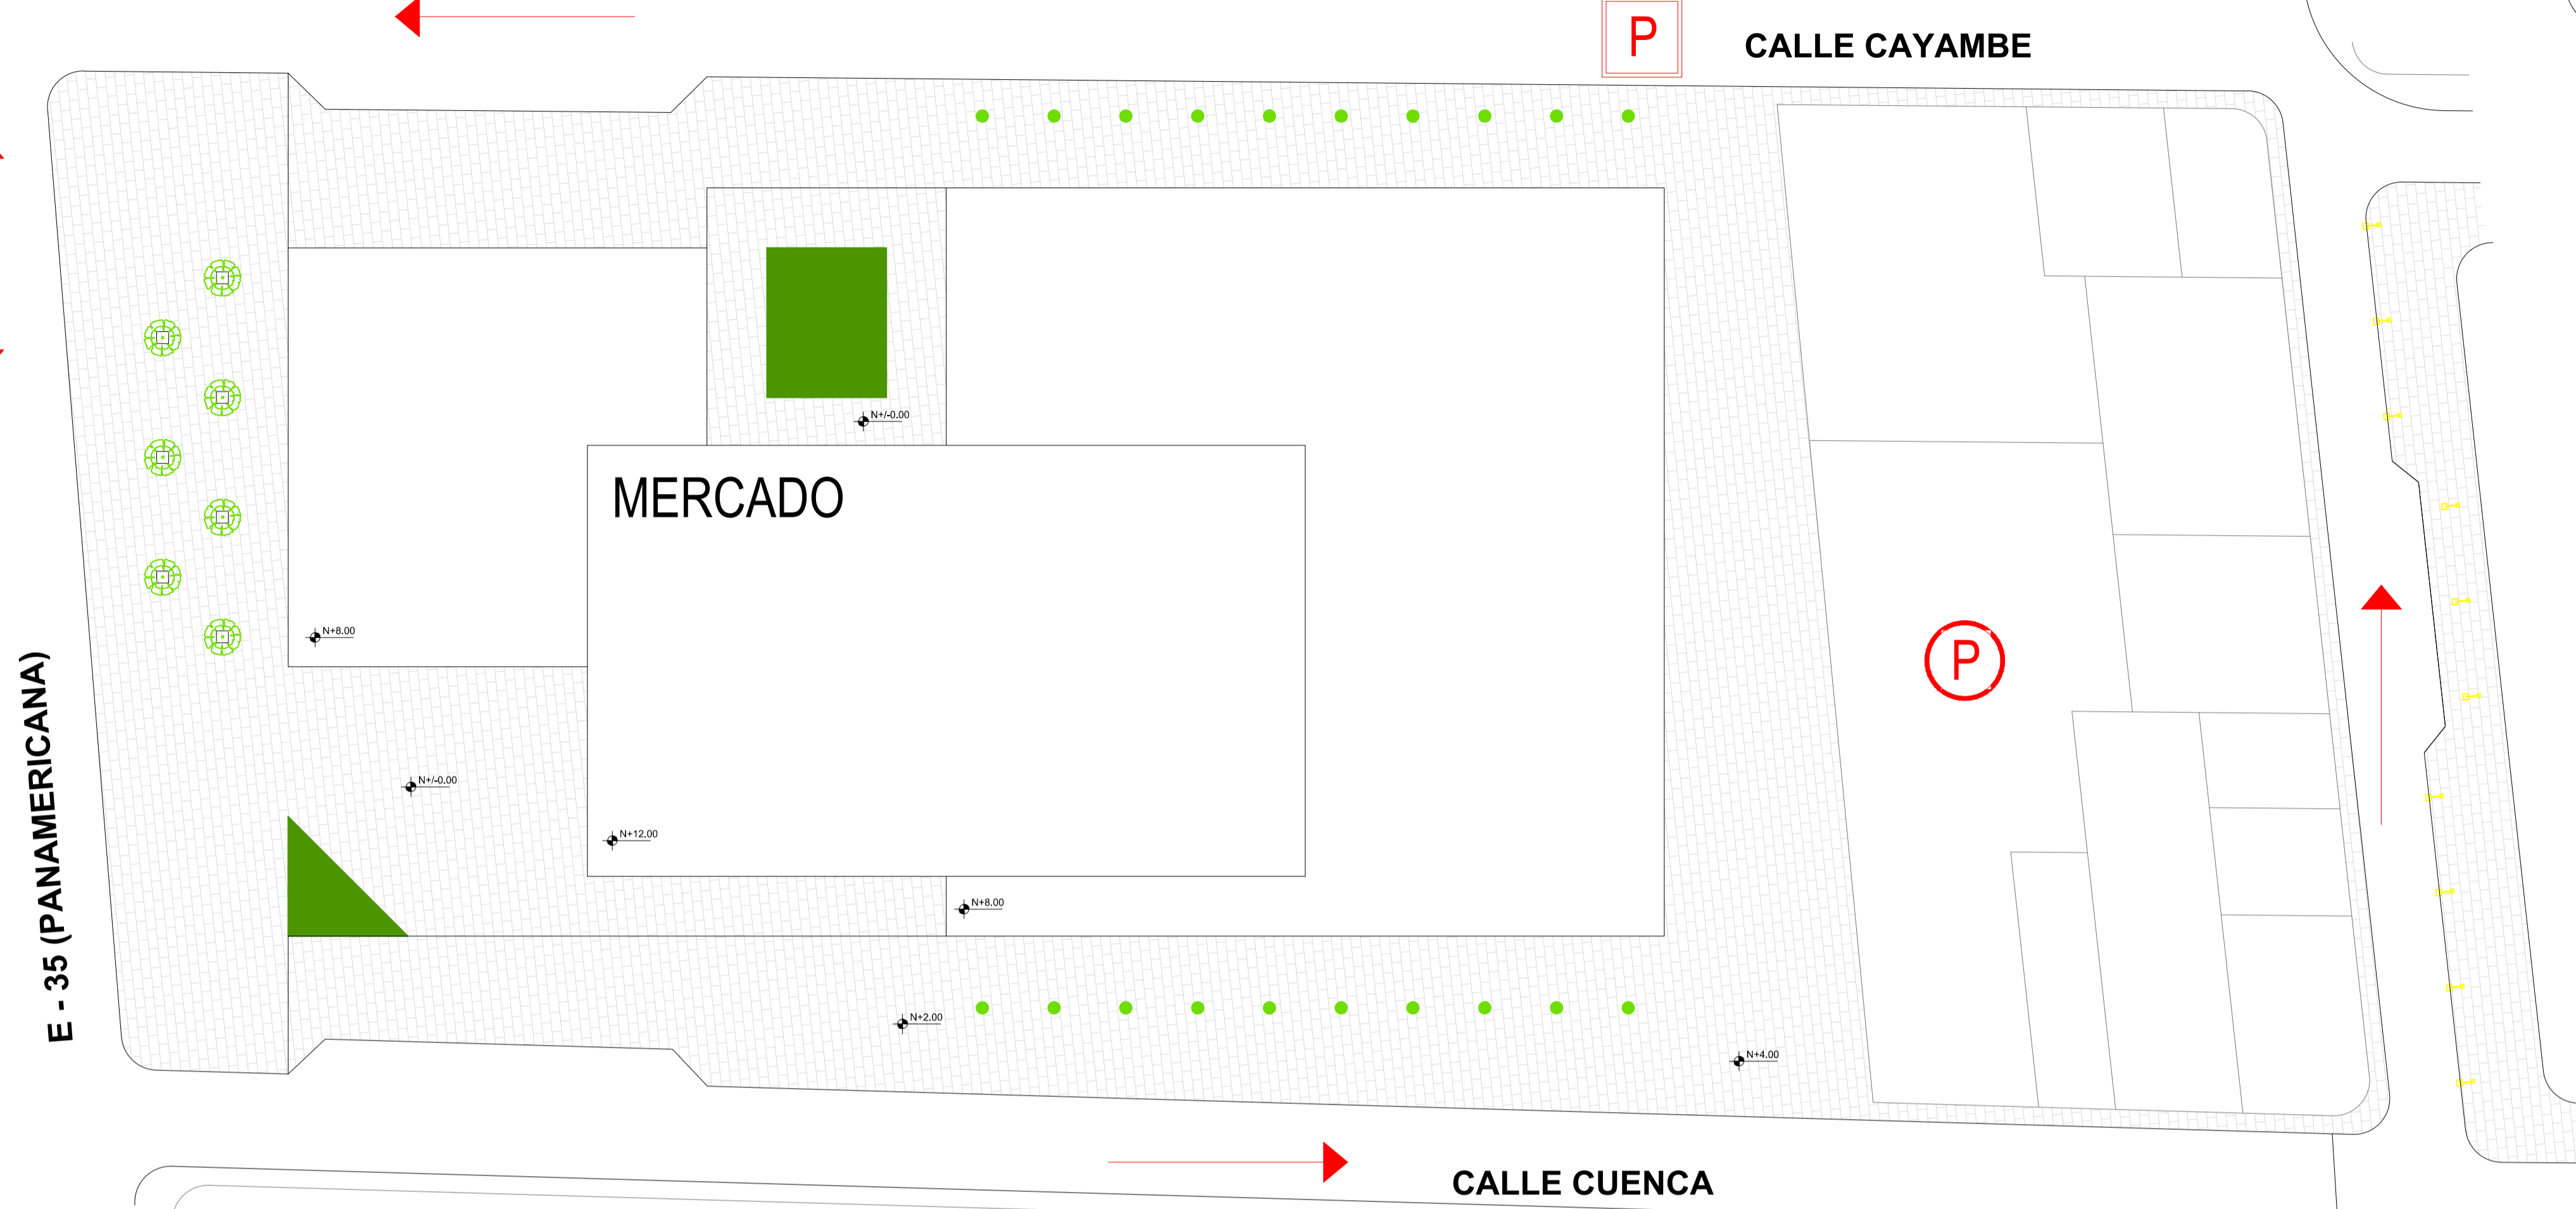 P
CALLE CAYAMBE
N+/-0.00
MERCADO
N+8.00
P
E - 35 (PANAMERICANA)
N+/-0.00
N+12.00
N+8.00
N+2.00
N+4.00
CALLE CUENCA